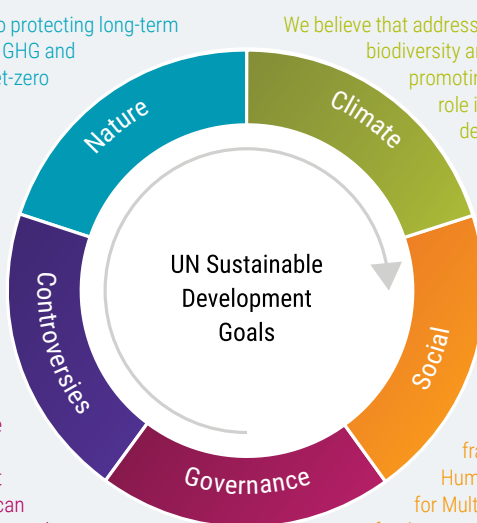 protecting long-term
GHG and
et-zero
We believe that address
biodiversity a
promotin
role i
de
Nature
Climate
Controversies
Social
Governance
UN Sustainable
Development
Goals
e
t
can
fra
Hum
for Mult